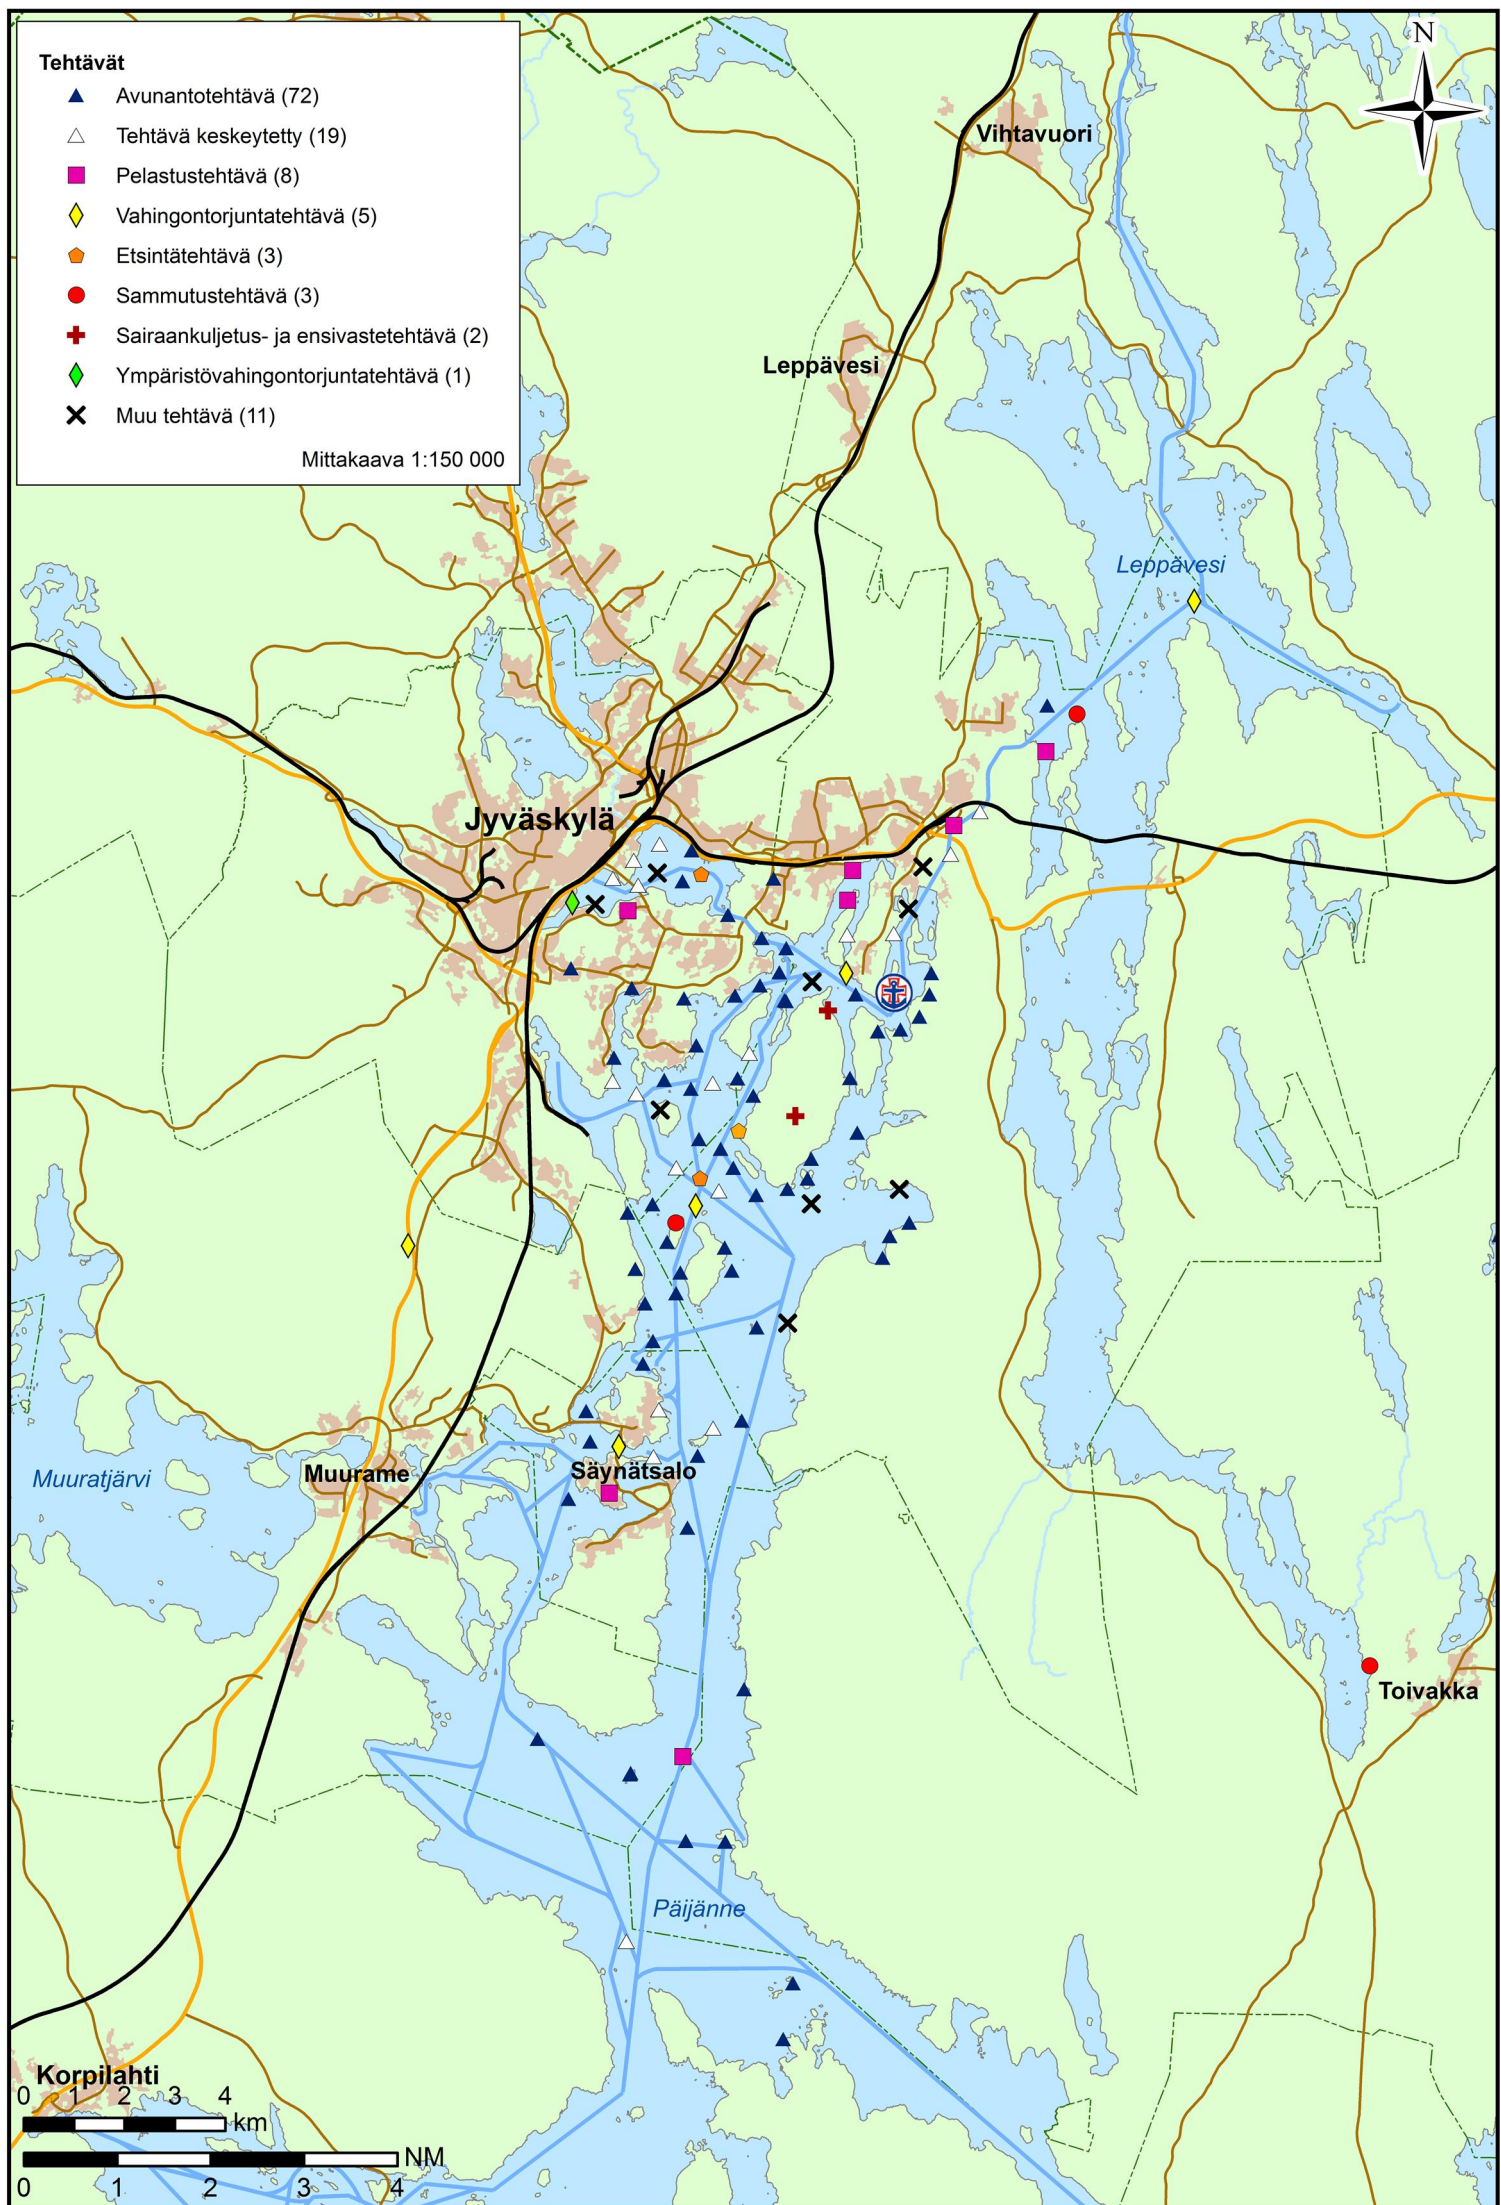 Tehtävät
Avunantotehtävä (72)
Tehtävä keskeytetty (19)
Pelastustehtävä (8)
Vahingontorjuntatehtävä (5)
Etsintätehtävä (3)
Sammutustehtävä (3)
Sairaankuljetus- ja ensivastetehtävä (2)
Ympäristövahingontorjuntatehtävä (1)
Muu tehtävä (11)
Mittakaava 1:150 000
N
Vihtavuori
Leppävesi
Leppävesi
Jyväskylä
Muuratjärvi
Muurame
Säynätsalo
Toivakka
Päijänne
Korpilahti
0 1 2 3 4
km
NM
0 1 2 3 4